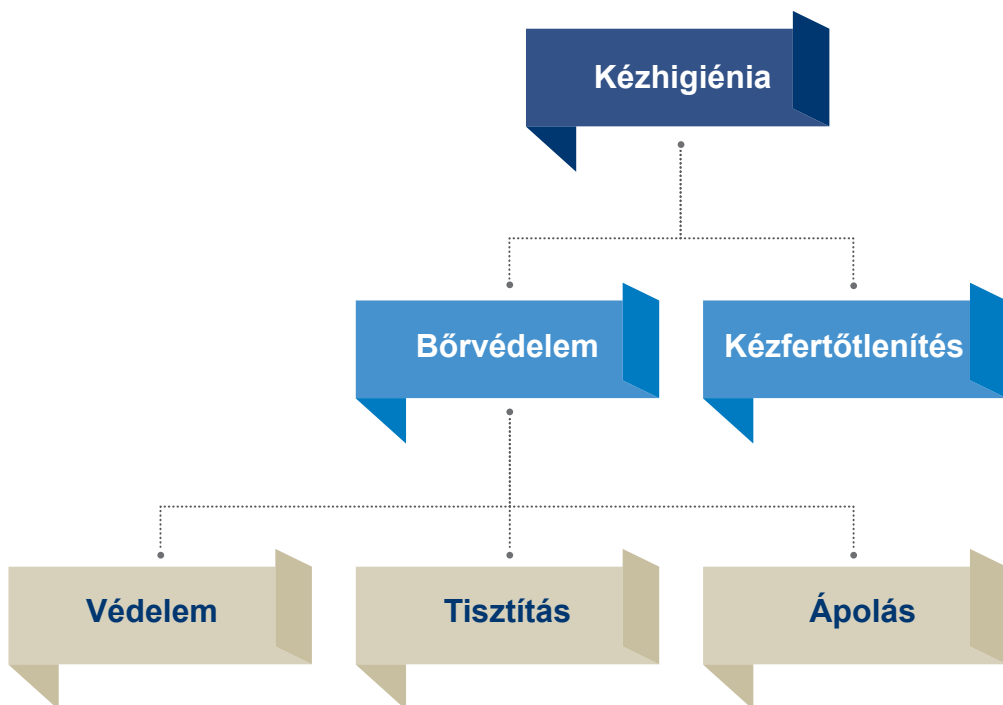 Kézhigiénia
Bőrvédelem
Kézfertőtlenítés
Védelem
Tisztítás
Ápolás